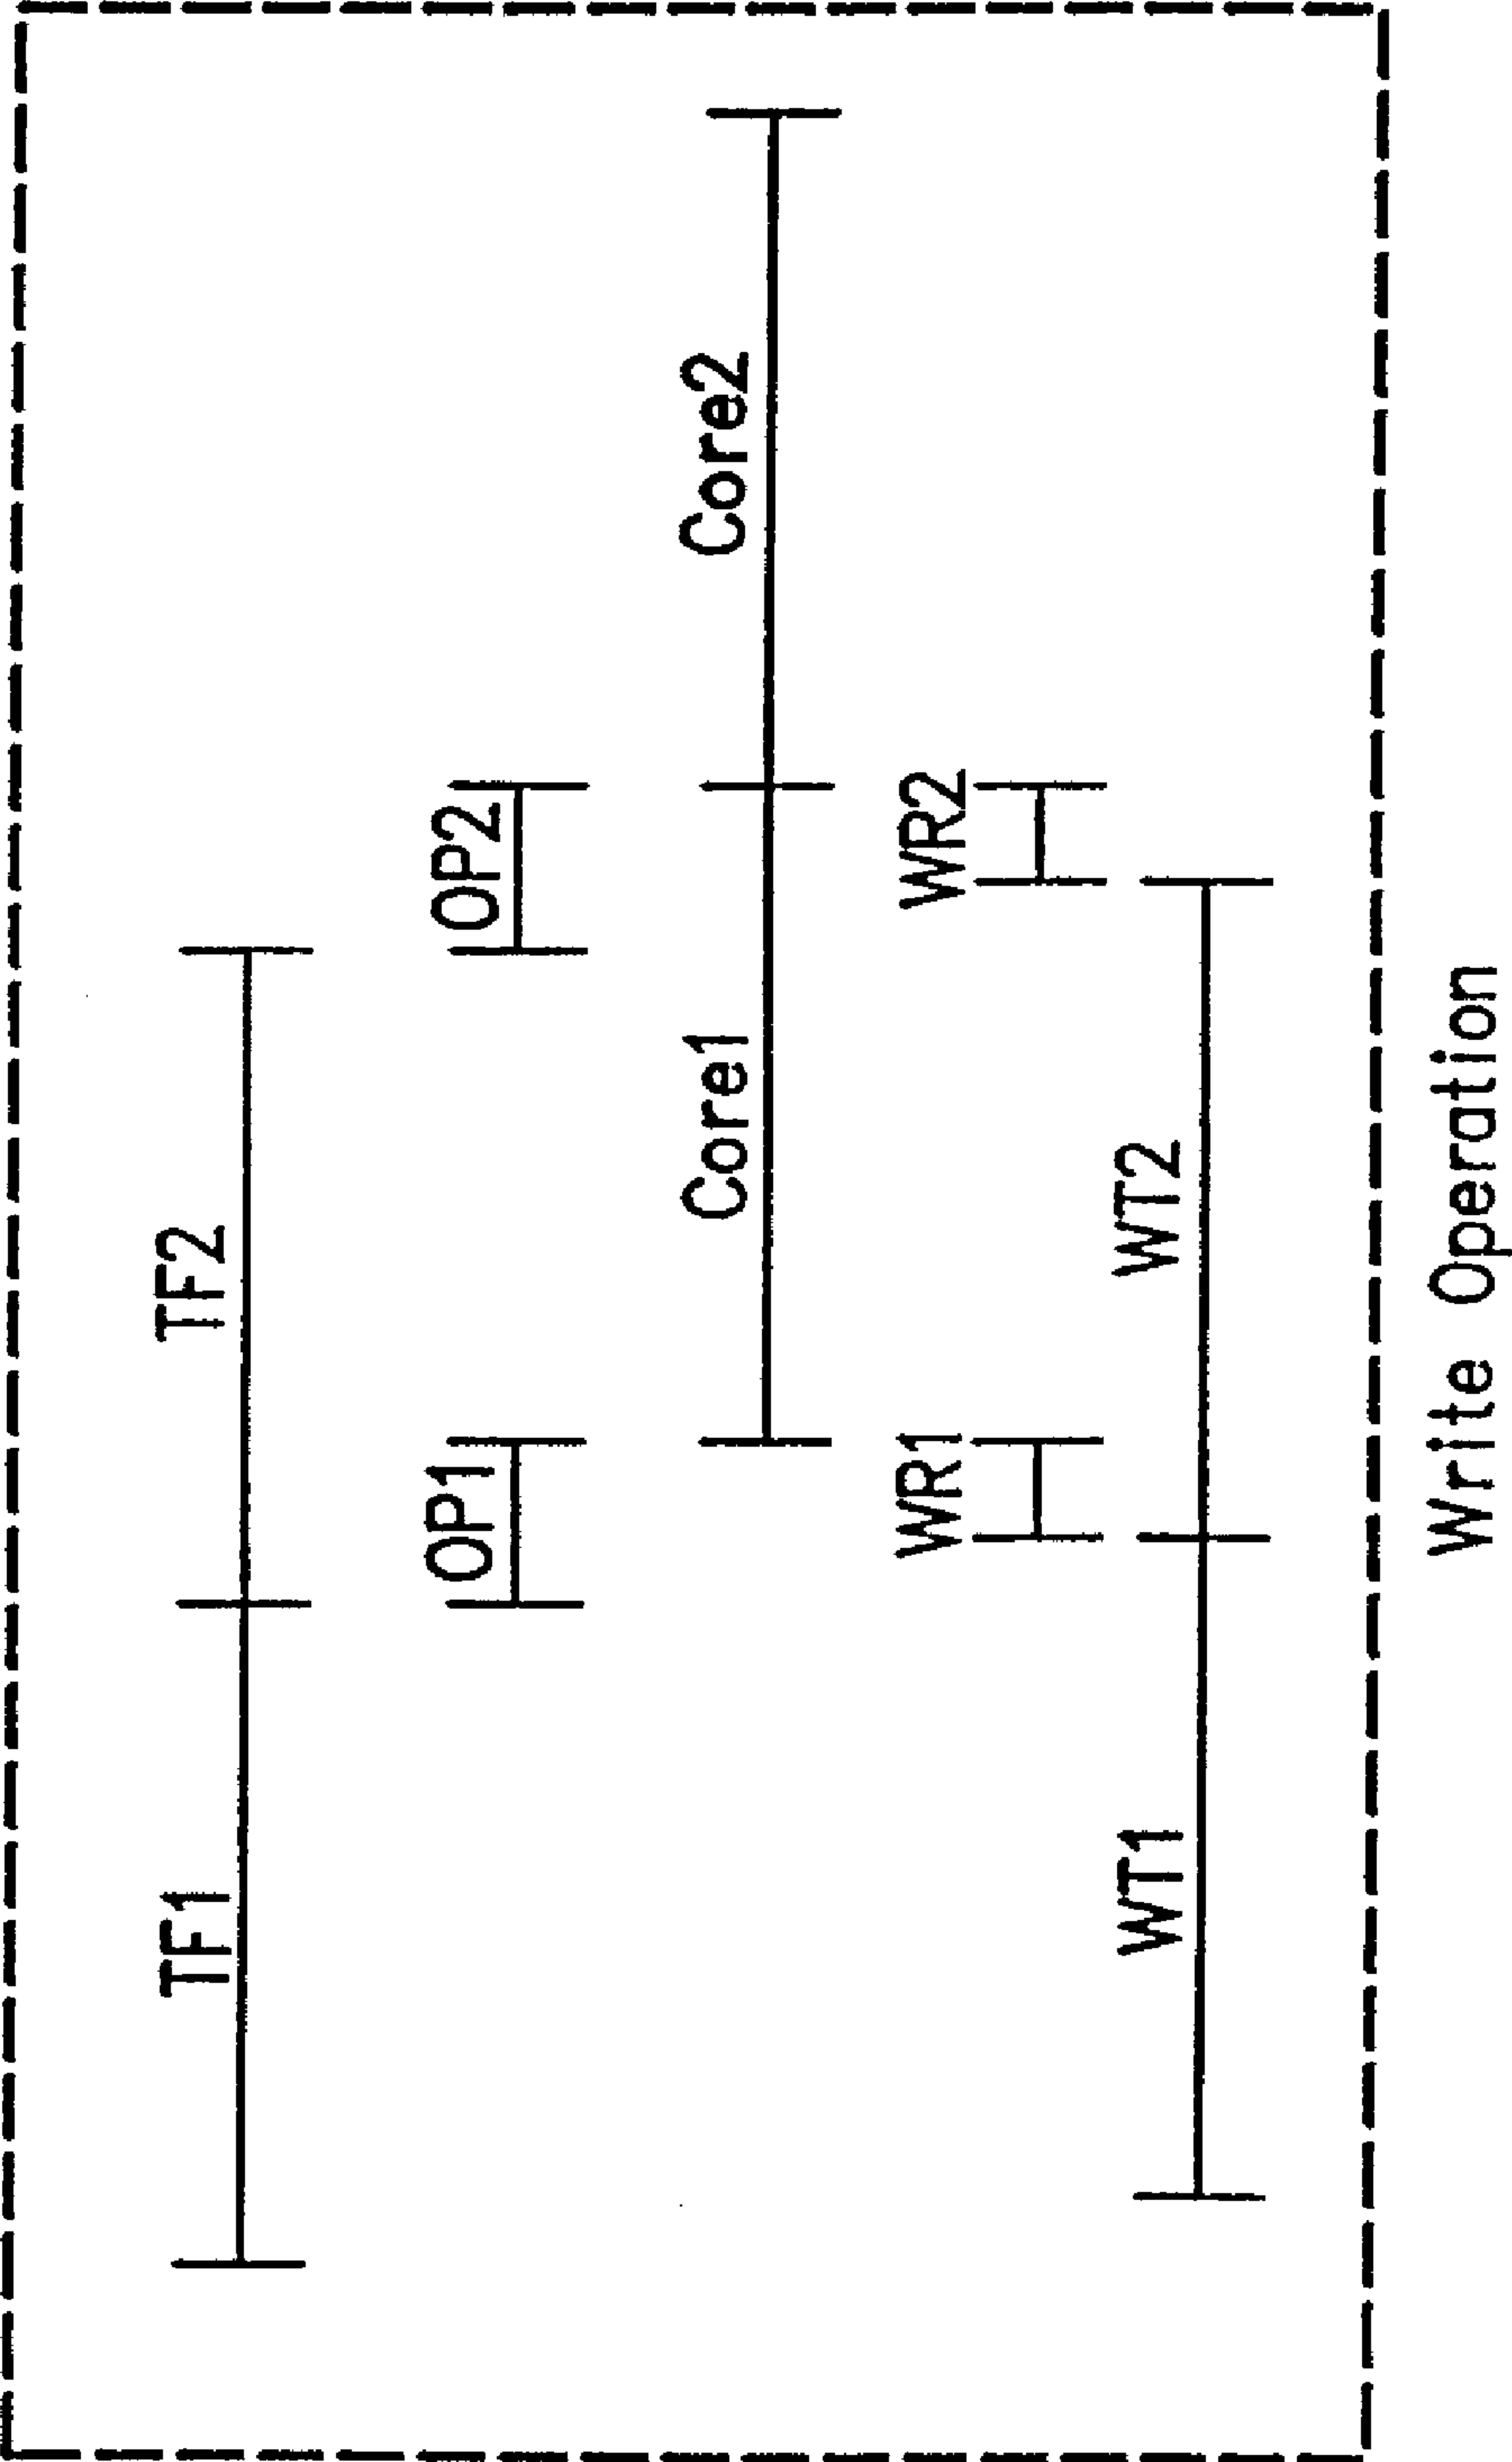 TF1 TF2
OP1 OP2
Core1 Core2
WR1 WR2
WT1 WT2
Write Operation